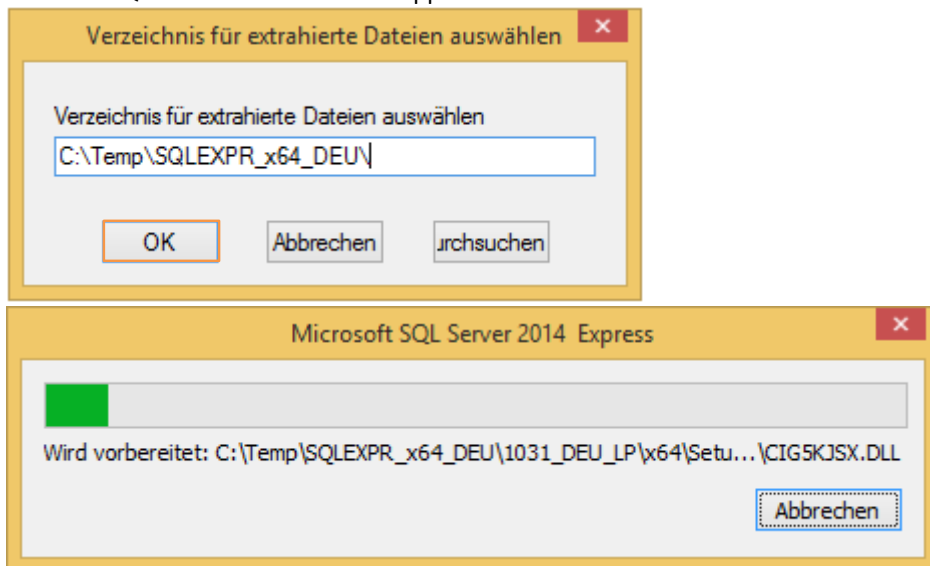 Verzeichnis für extrahierte Dateien auswählen
Verzeichnis für extrahierte Dateien auswählen
C:\Temp\SQLEXPR_x64_DEU\
OK Abbrechen urchsuchen
Microsoft SQL Server 2014 Express
Wird vorbereitet: C:\Temp\SQLEXPR_x64_DEU\1031_DEU_LP\x64\Setu...\CIG5KJSX.DLL
Abbrechen